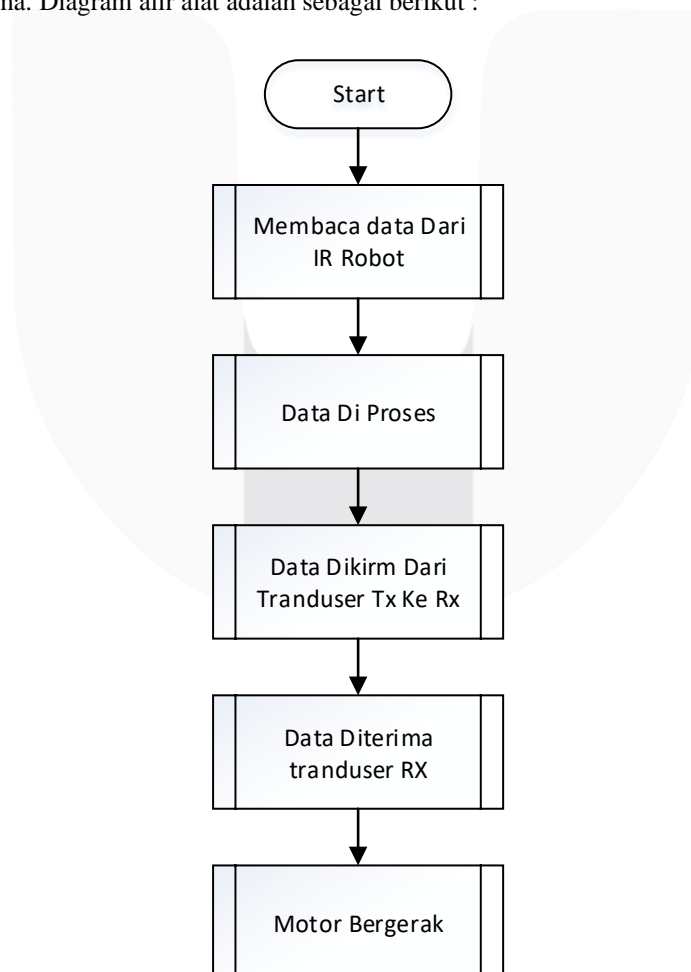 Diagram alir alat adalah sebagai berikut :
Start
Membaca data Dari
IR Robot
Data Di Proses
Data Dikirm Dari
Tranduser Tx Ke Rx
Data Diterima
tranduser RX
Motor Bergerak